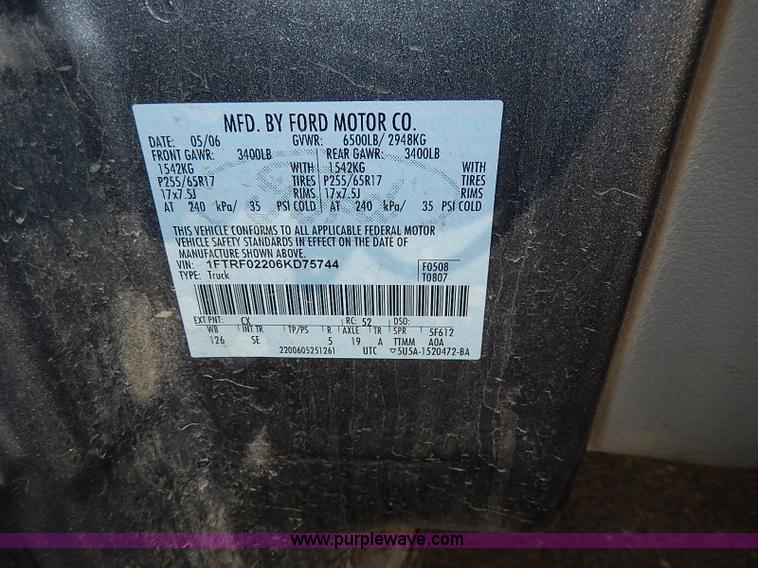 MFD. BY FORD MOTOR CO.
DATE: 05/06 GVWR: 6500LB/ 2948KG
FRONT GAWR: 3400LB REAR GAWR: 3400LB
1542KG WITH 1542KG WITH
P255/65R17 TIRES P255/65R17 TIRES
17x7.5J RIMS 17x7.5J RIMS
AT 240 kPa/ 35 PSI COLD AT 240 kPa/ 35 PSI COLD
THIS VEHICLE CONFORMS TO ALL APPLICABLE FEDERAL MOTOR
VEHICLE SAFETY STANDARDS IN EFFECT ON THE DATE OF
MANUFACTURE SHOWN ABOVE.
VIN: 1FTRF02206KD75744 F0508
TYPE: Truck T0807
EXT PNT: CX RC: 52 DSO:
WB INT TR TP/PS R AXLE TR SPR 5F612
126 SE 5 19 A TTMM A0A
2200605251261 UTC ▽5U5A-1520472-BA
www.purplewave.com